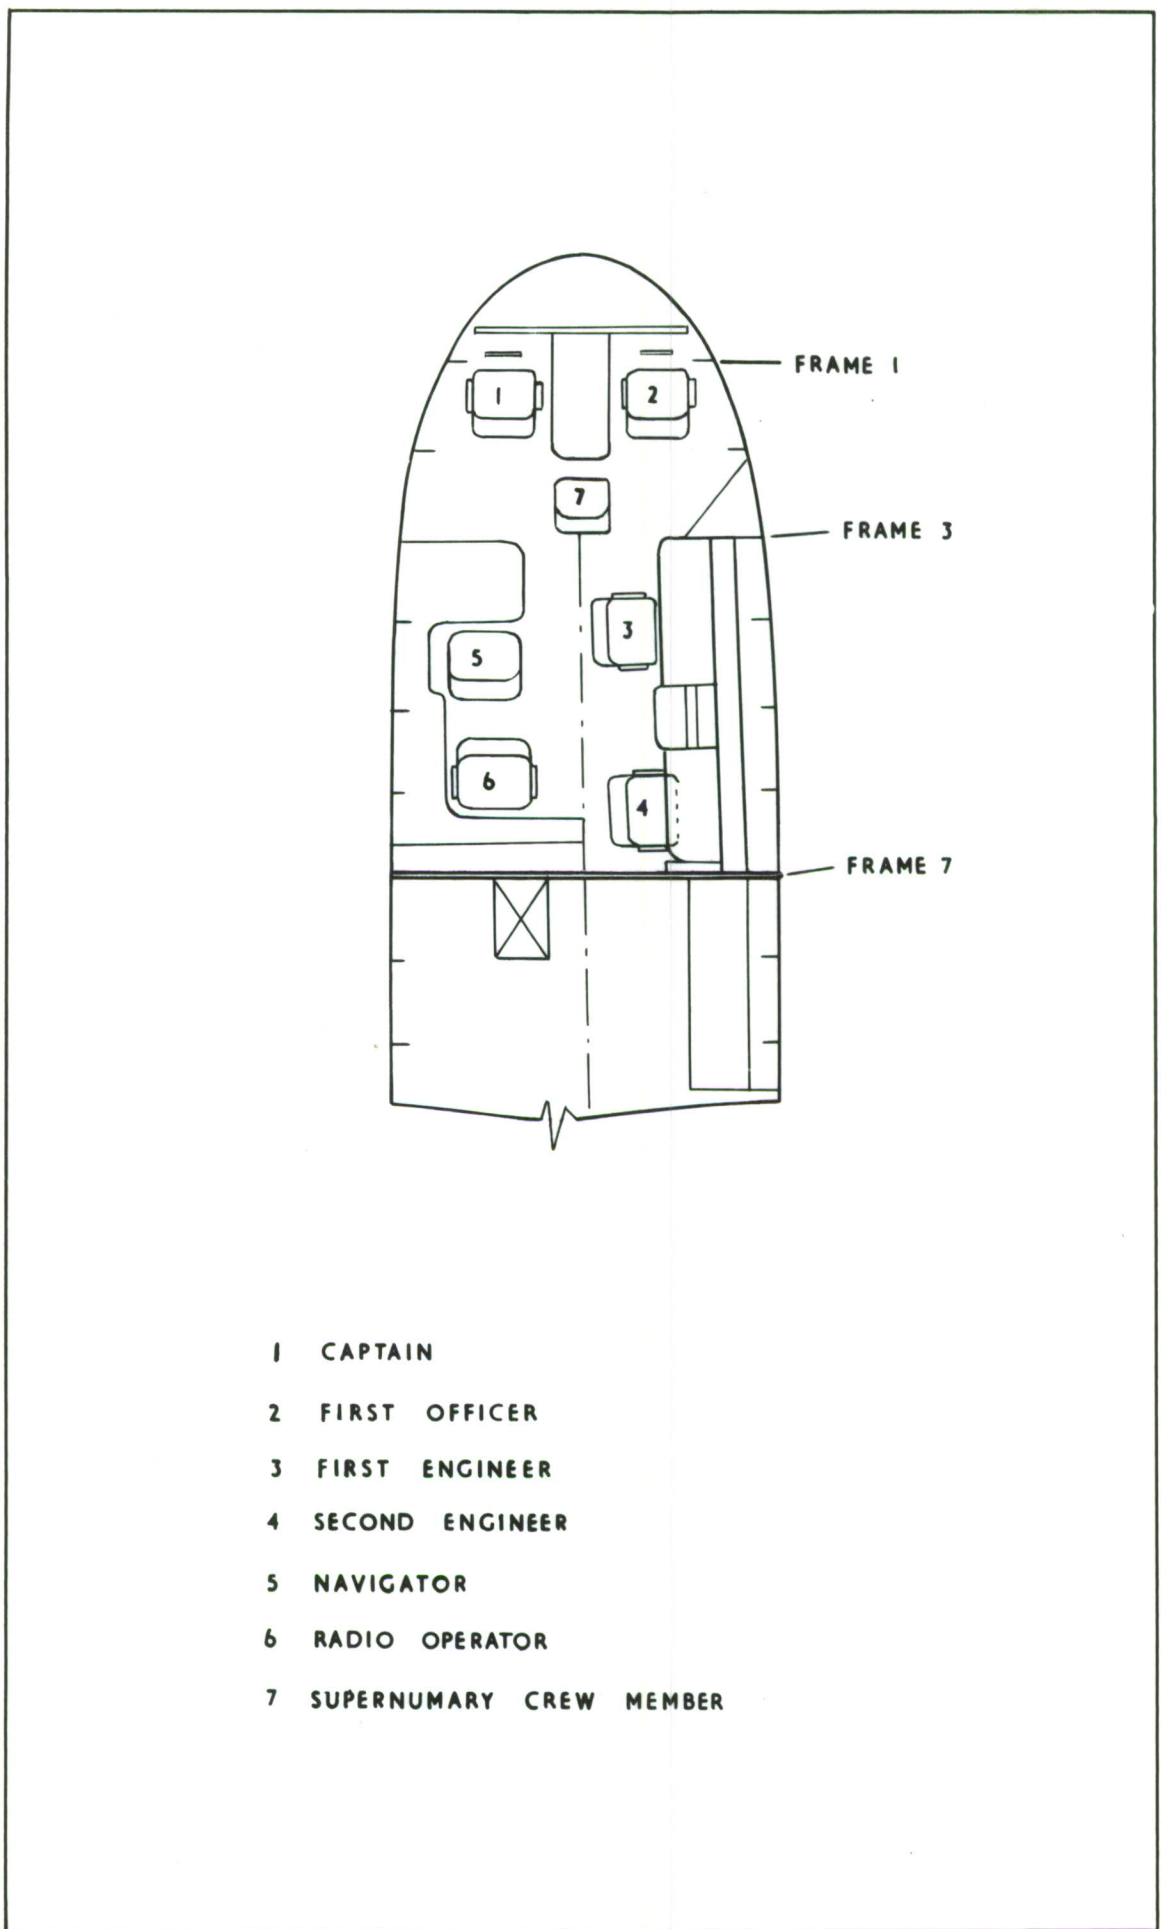 FRAME 1
1
2
7
FRAME 3
3
5
6
4
FRAME 7
1 CAPTAIN
2 FIRST OFFICER
3 FIRST ENGINEER
4 SECOND ENGINEER
5 NAVIGATOR
6 RADIO OPERATOR
7 SUPERNUMARY CREW MEMBER